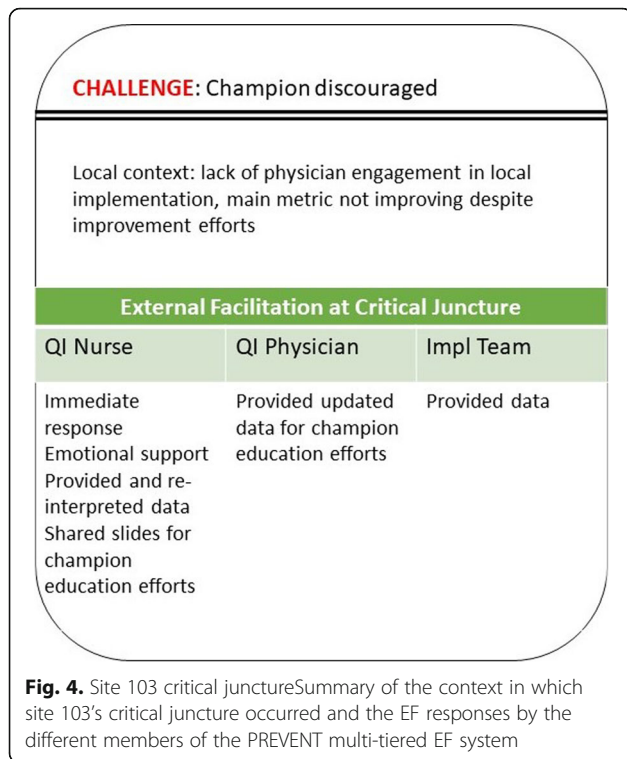 CHALLENGE: Champion discouraged
Local context: lack of physician engagement in local
implementation, main metric not improving despite
improvement efforts
External Facilitation at Critical Juncture
QI Nurse
Immediate
response
Emotional support
Provided and re-
interpreted data
Shared slides for
champion
education efforts
QI Physician
Provided updated
data for champion
education efforts
Impl Team
Provided data
Fig. 4. Site 103 critical junctureSummary of the context in which
site 103's critical juncture occurred and the EF responses by the
different members of the PREVENT multi-tiered EF system